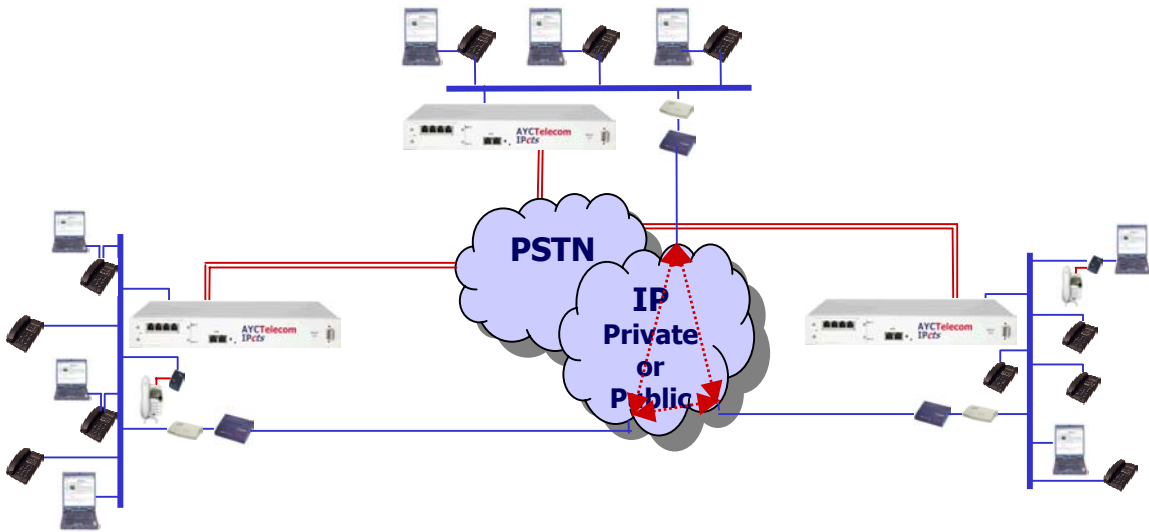 AYCTelecom
IPcts
PSTN
IP
Private
or
Public
AYCTelecom
IPcts
AYCTelecom
IPcts